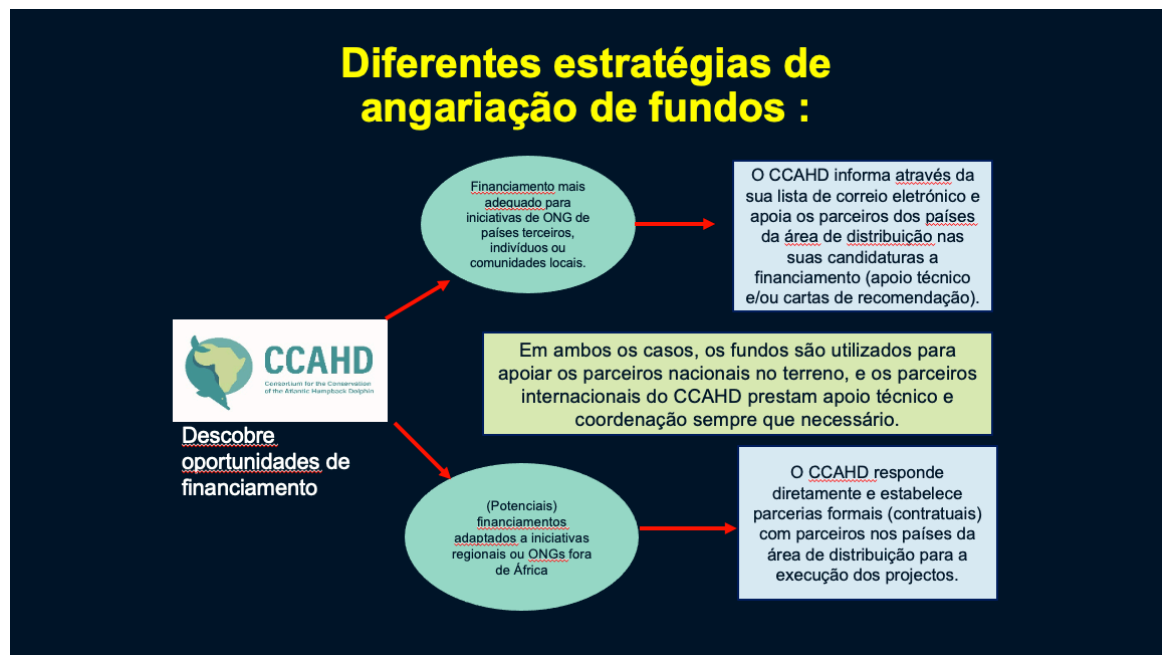 Diferentes estratégias de
angariação de fundos :
Financiamento mais
adequado para
iniciativas de ONG de
países terceiros,
indivíduos ou
comunidades locais.
O CCAHD informa através da
sua lista de correio eletrónico e
apoia os parceiros dos países
da área de distribuição nas
suas candidaturas a
financiamento (apoio técnico
e/ou cartas de recomendação).
CCAHD
Consortium for the Conservation
of the Atlantic Humpback Dolphin
Descobre
oportunidades de
financiamento
Em ambos os casos, os fundos são utilizados para
apoiar os parceiros nacionais no terreno, e os parceiros
internacionais do CCAHD prestam apoio técnico e
coordenação sempre que necessário.
(Potenciais)
financiamentos
adaptados a iniciativas
regionais ou ONGs fora
de África
O CCAHD responde
diretamente e estabelece
parcerias formais (contratuais)
com parceiros nos países da
área de distribuição para a
execução dos projectos.